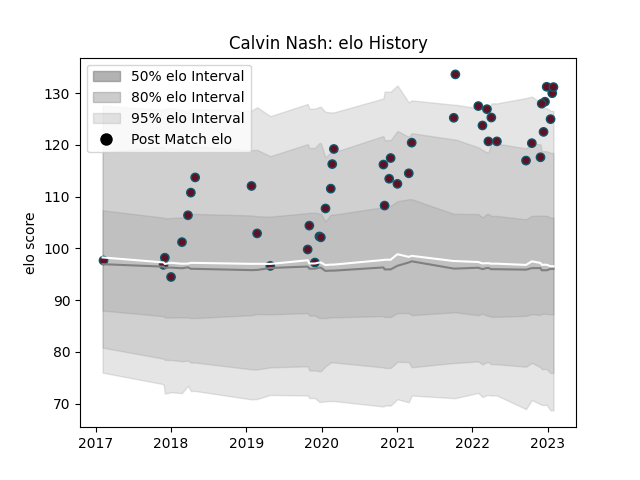 Calvin Nash: elo History
50% elo Interval
80% elo Interval
95% elo Interval
Post Match elo
elo score
130
120
110
100
90
80
70
2017 2018 2019 2020 2021 2022 2023